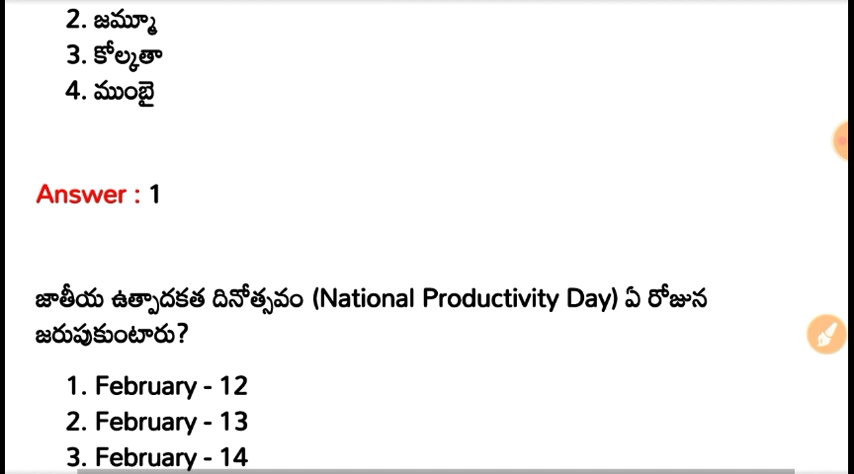 2. జమ్మూ
3. కోల్కతా
4. ముంబై
Answer : 1
జాతీయ ఉత్పాదకత దినోత్సవం (National Productivity Day) ఏ రోజున
జరుపుకుంటారు?
1. February - 12
2. February - 13
3. February - 14